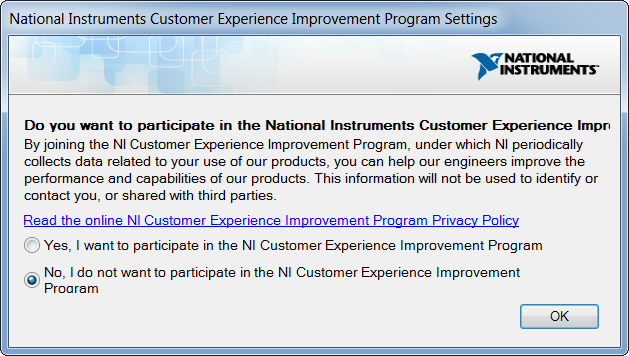 National Instruments Customer Experience Improvement Program Settings
NATIONAL
INSTRUMENTS™
Do you want to participate in the National Instruments Customer Experience Impr
By joining the NI Customer Experience Improvement Program, under which NI periodically
collects data related to your use of our products, you can help our engineers improve the
performance and capabilities of our products. This information will not be used to identify or
contact you, or shared with third parties.
Read the online NI Customer Experience Improvement Program Privacy Policy
Yes, I want to participate in the NI Customer Experience Improvement Program
No, I do not want to participate in the NI Customer Experience Improvement
Program
OK